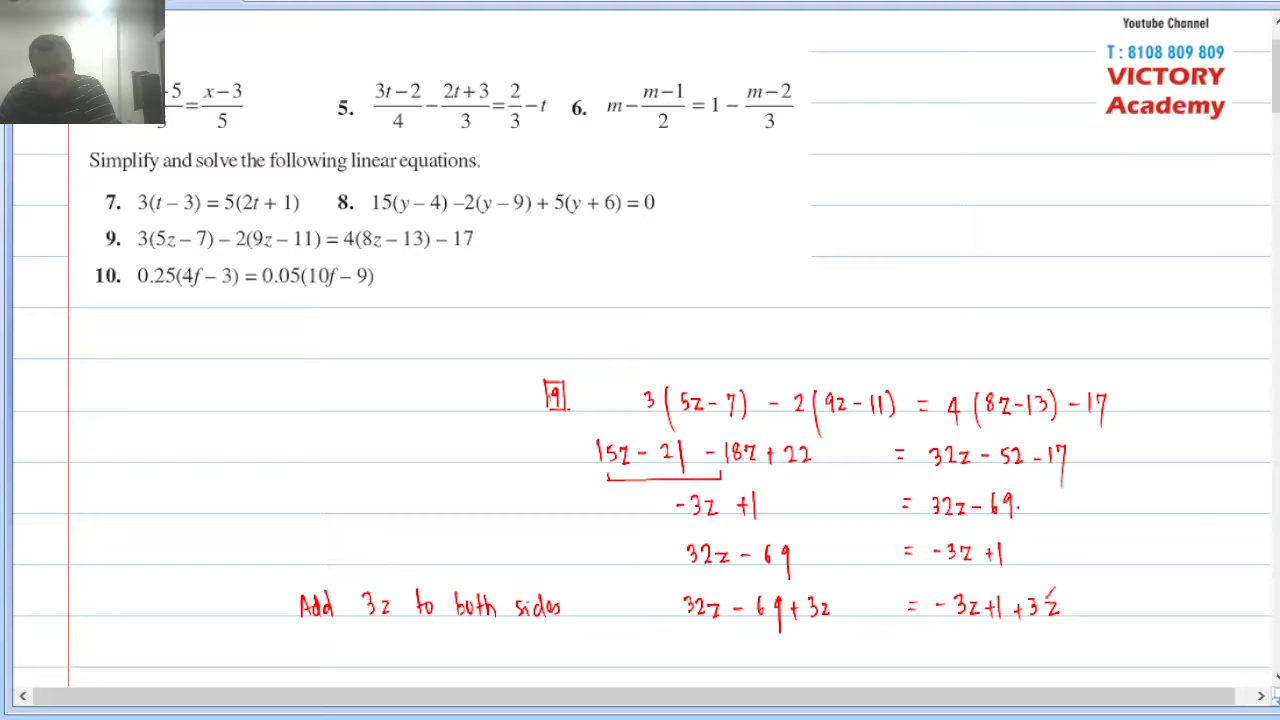 Youtube Channel
T : 8108 809 809
VICTORY
Academy
-5/3 = x-3/5
5. 3t-2/4 - 2t+3/3 = 2/3 - t 6. m - m-1/2 = 1 - m-2/3
Simplify and solve the following linear equations.
7. 3(t – 3) = 5(2t + 1) 8. 15(y – 4) –2(y – 9) + 5(y + 6) = 0
9. 3(5z – 7) – 2(9z – 11) = 4(8z – 13) – 17
10. 0.25(4f – 3) = 0.05(10f – 9)
9 3(5z-7) - 2(9z-11) = 4(8z-13) -17
15z - 21 -18z + 22 = 32z - 52 -17
-3z +1 = 32z - 69.
32z - 69 = -3z +1
Add 3z to both sides 32z - 69 + 3z = -3z+1 +3z